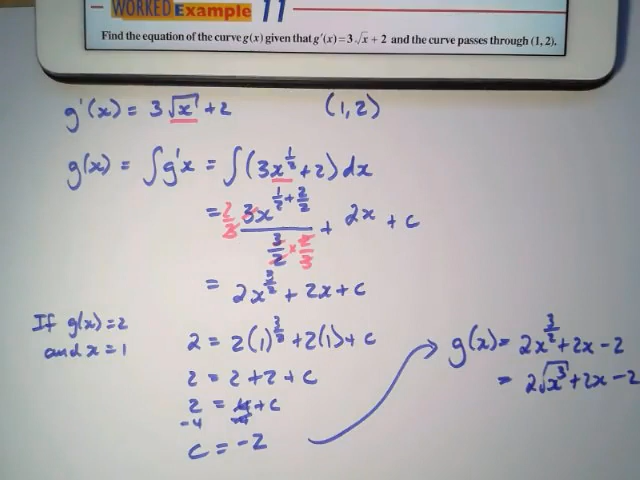 WORKED Example 11
Find the equation of the curve g(x) given that g'(x) = 3√x + 2 and the curve passes through (1, 2).
g'(x) = 3√x + 2 (1,2)
g(x) = ∫g'x = ∫(3x^(1/2) + 2) dx
= 2/3 × 3x^(1/2 + 2/2) / (3/2 × 2/3) + 2x + c
= 2x^(3/2) + 2x + c
If g(x) = 2
and x = 1
2 = 2(1)^(3/2) + 2(1) + c
2 = 2 + 2 + c
2 = 4 + c
-4 -4
c = -2
g(x) = 2x^(3/2) + 2x - 2
= 2√x³ + 2x - 2